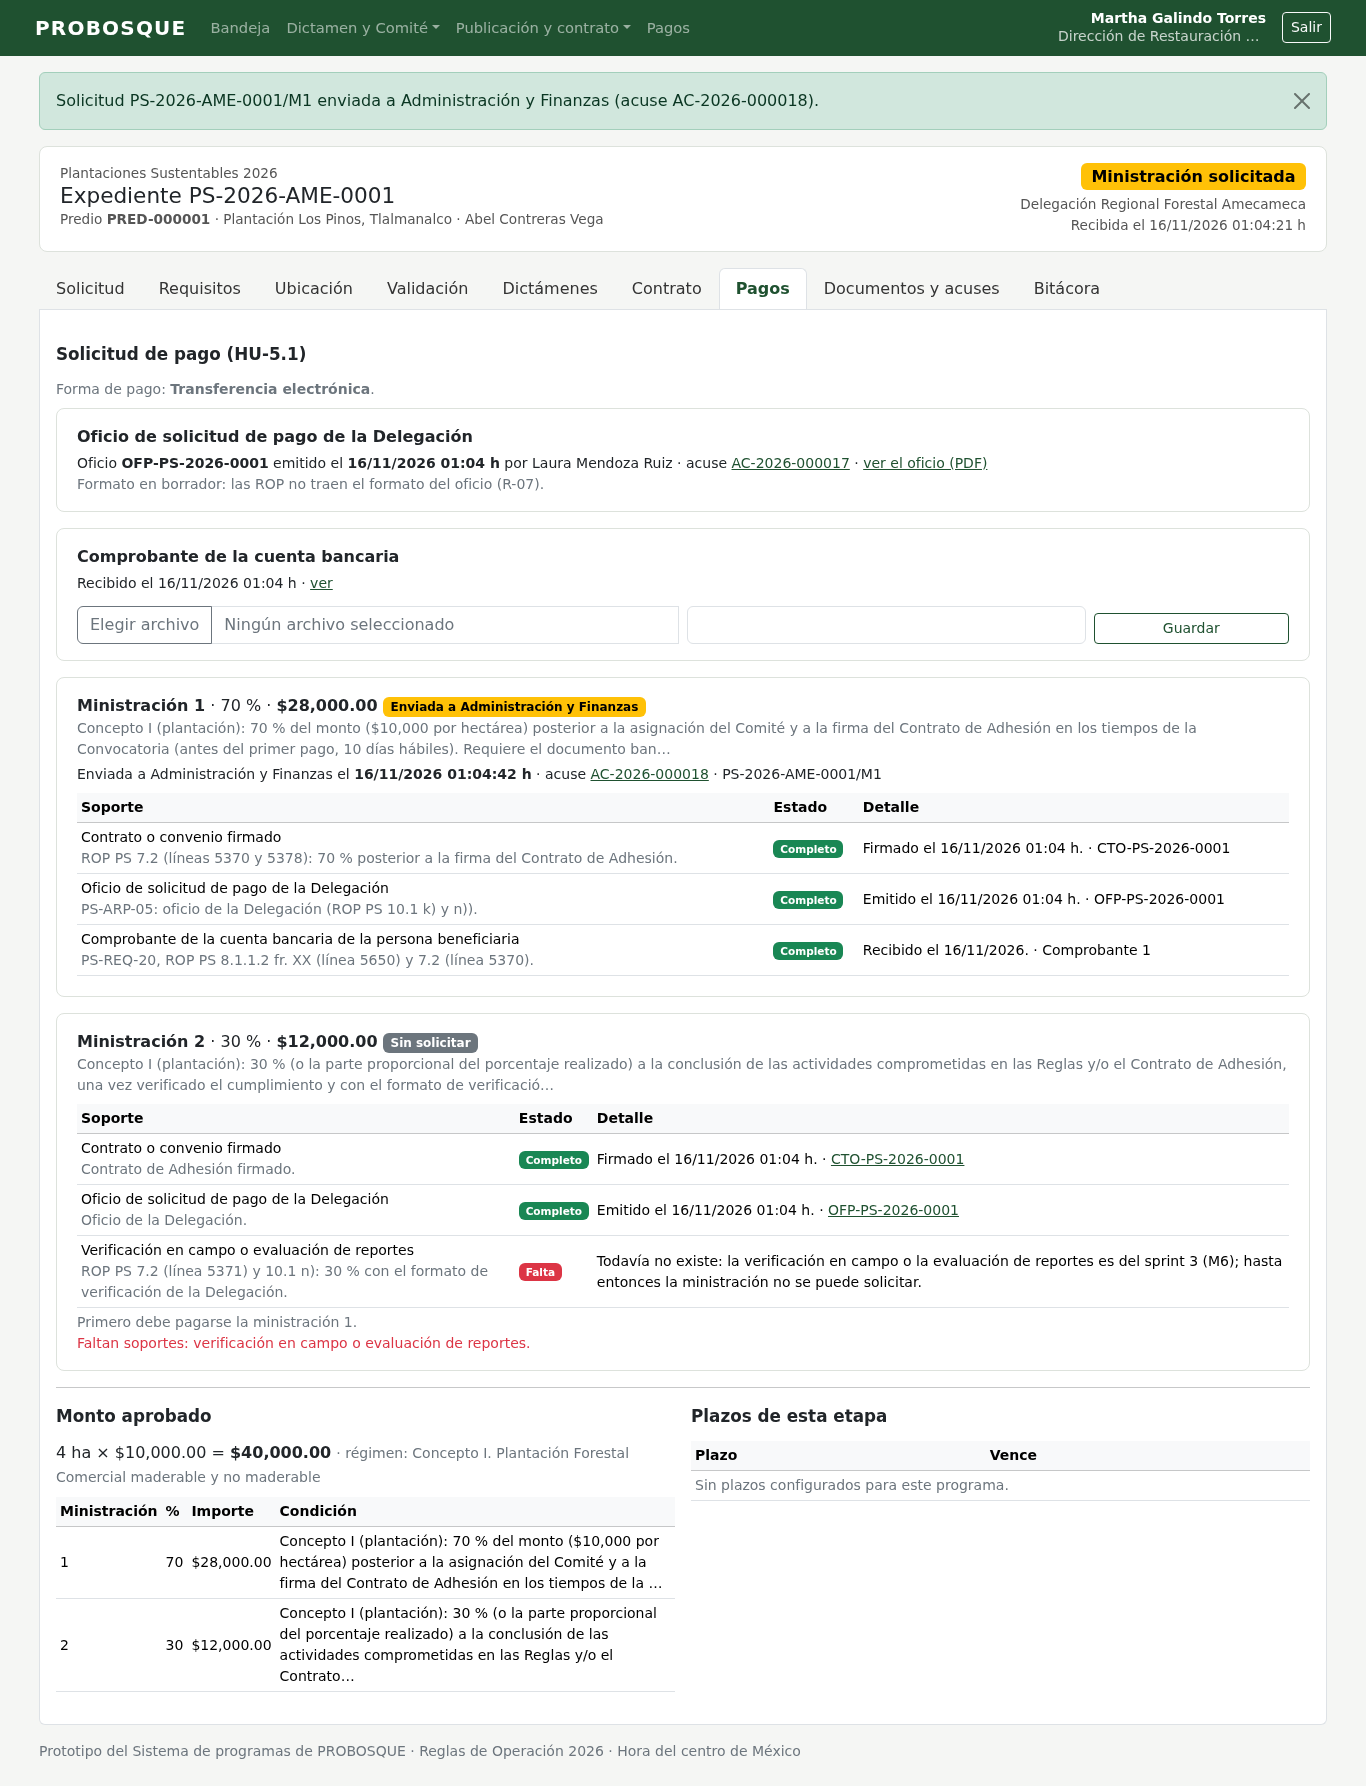 PROBOSQUE
Bandeja
Dictamen y Comité
Publicación y contrato
Pagos
Martha Galindo Torres
Dirección de Restauración …
Salir
Solicitud PS-2026-AME-0001/M1 enviada a Administración y Finanzas (acuse AC-2026-000018).
Plantaciones Sustentables 2026
Expediente PS-2026-AME-0001
Predio PRED-000001 · Plantación Los Pinos, Tlalmanalco · Abel Contreras Vega
Ministración solicitada
Delegación Regional Forestal Amecameca
Recibida el 16/11/2026 01:04:21 h
Solicitud
Requisitos
Ubicación
Validación
Dictámenes
Contrato
Pagos
Documentos y acuses
Bitácora
Solicitud de pago (HU-5.1)
Forma de pago: Transferencia electrónica.
Oficio de solicitud de pago de la Delegación
Oficio OFP-PS-2026-0001 emitido el 16/11/2026 01:04 h por Laura Mendoza Ruiz · acuse AC-2026-000017 · ver el oficio (PDF)
Formato en borrador: las ROP no traen el formato del oficio (R-07).
Comprobante de la cuenta bancaria
Recibido el 16/11/2026 01:04 h · ver
Elegir archivo
Ningún archivo seleccionado
Guardar
Ministración 1 · 70 % · $28,000.00 Enviada a Administración y Finanzas
Concepto I (plantación): 70 % del monto ($10,000 por hectárea) posterior a la asignación del Comité y a la firma del Contrato de Adhesión en los tiempos de la
Convocatoria (antes del primer pago, 10 días hábiles). Requiere el documento ban…
Enviada a Administración y Finanzas el 16/11/2026 01:04:42 h · acuse AC-2026-000018 · PS-2026-AME-0001/M1
Soporte Estado Detalle
Contrato o convenio firmado
ROP PS 7.2 (líneas 5370 y 5378): 70 % posterior a la firma del Contrato de Adhesión.
Completo
Firmado el 16/11/2026 01:04 h. · CTO-PS-2026-0001
Oficio de solicitud de pago de la Delegación
PS-ARP-05: oficio de la Delegación (ROP PS 10.1 k) y n)).
Completo
Emitido el 16/11/2026 01:04 h. · OFP-PS-2026-0001
Comprobante de la cuenta bancaria de la persona beneficiaria
PS-REQ-20, ROP PS 8.1.1.2 fr. XX (línea 5650) y 7.2 (línea 5370).
Completo
Recibido el 16/11/2026. · Comprobante 1
Ministración 2 · 30 % · $12,000.00 Sin solicitar
Concepto I (plantación): 30 % (o la parte proporcional del porcentaje realizado) a la conclusión de las actividades comprometidas en las Reglas y/o el Contrato de Adhesión,
una vez verificado el cumplimiento y con el formato de verificació…
Soporte Estado Detalle
Contrato o convenio firmado
Contrato de Adhesión firmado.
Completo
Firmado el 16/11/2026 01:04 h. · CTO-PS-2026-0001
Oficio de solicitud de pago de la Delegación
Oficio de la Delegación.
Completo
Emitido el 16/11/2026 01:04 h. · OFP-PS-2026-0001
Verificación en campo o evaluación de reportes
ROP PS 7.2 (línea 5371) y 10.1 n): 30 % con el formato de
verificación de la Delegación.
Falta
Todavía no existe: la verificación en campo o la evaluación de reportes es del sprint 3 (M6); hasta
entonces la ministración no se puede solicitar.
Primero debe pagarse la ministración 1.
Faltan soportes: verificación en campo o evaluación de reportes.
Monto aprobado
4 ha × $10,000.00 = $40,000.00 · régimen: Concepto I. Plantación Forestal
Comercial maderable y no maderable
Ministración % Importe Condición
1 70 $28,000.00
Concepto I (plantación): 70 % del monto ($10,000 por
hectárea) posterior a la asignación del Comité y a la
firma del Contrato de Adhesión en los tiempos de la …
2 30 $12,000.00
Concepto I (plantación): 30 % (o la parte proporcional
del porcentaje realizado) a la conclusión de las
actividades comprometidas en las Reglas y/o el
Contrato…
Plazos de esta etapa
Plazo Vence
Sin plazos configurados para este programa.
Prototipo del Sistema de programas de PROBOSQUE · Reglas de Operación 2026 · Hora del centro de México